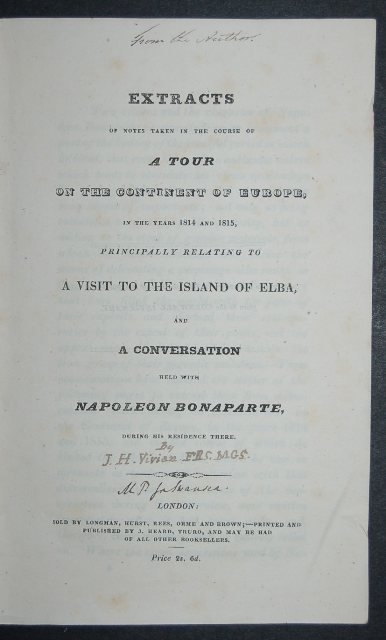 From the Author.
EXTRACTS
OF NOTES TAKEN IN THE COURSE OF
A TOUR
ON THE CONTINENT OF EUROPE,
IN THE YEARS 1814 AND 1815,
PRINCIPALLY RELATING TO
A VISIT TO THE ISLAND OF ELBA,
AND
A CONVERSATION
HELD WITH
NAPOLEON BONAPARTE,
DURING HIS RESIDENCE THERE.
By
J. H. Vivian F.R.S. M.G.S.
M.P. for Swansea.
LONDON:
SOLD BY LONGMAN, HURST, REES, ORME AND BROWN;—PRINTED AND
PUBLISHED BY J. HEARD, TRURO, AND MAY BE HAD
OF ALL OTHER BOOKSELLERS.
Price 2s. 6d.